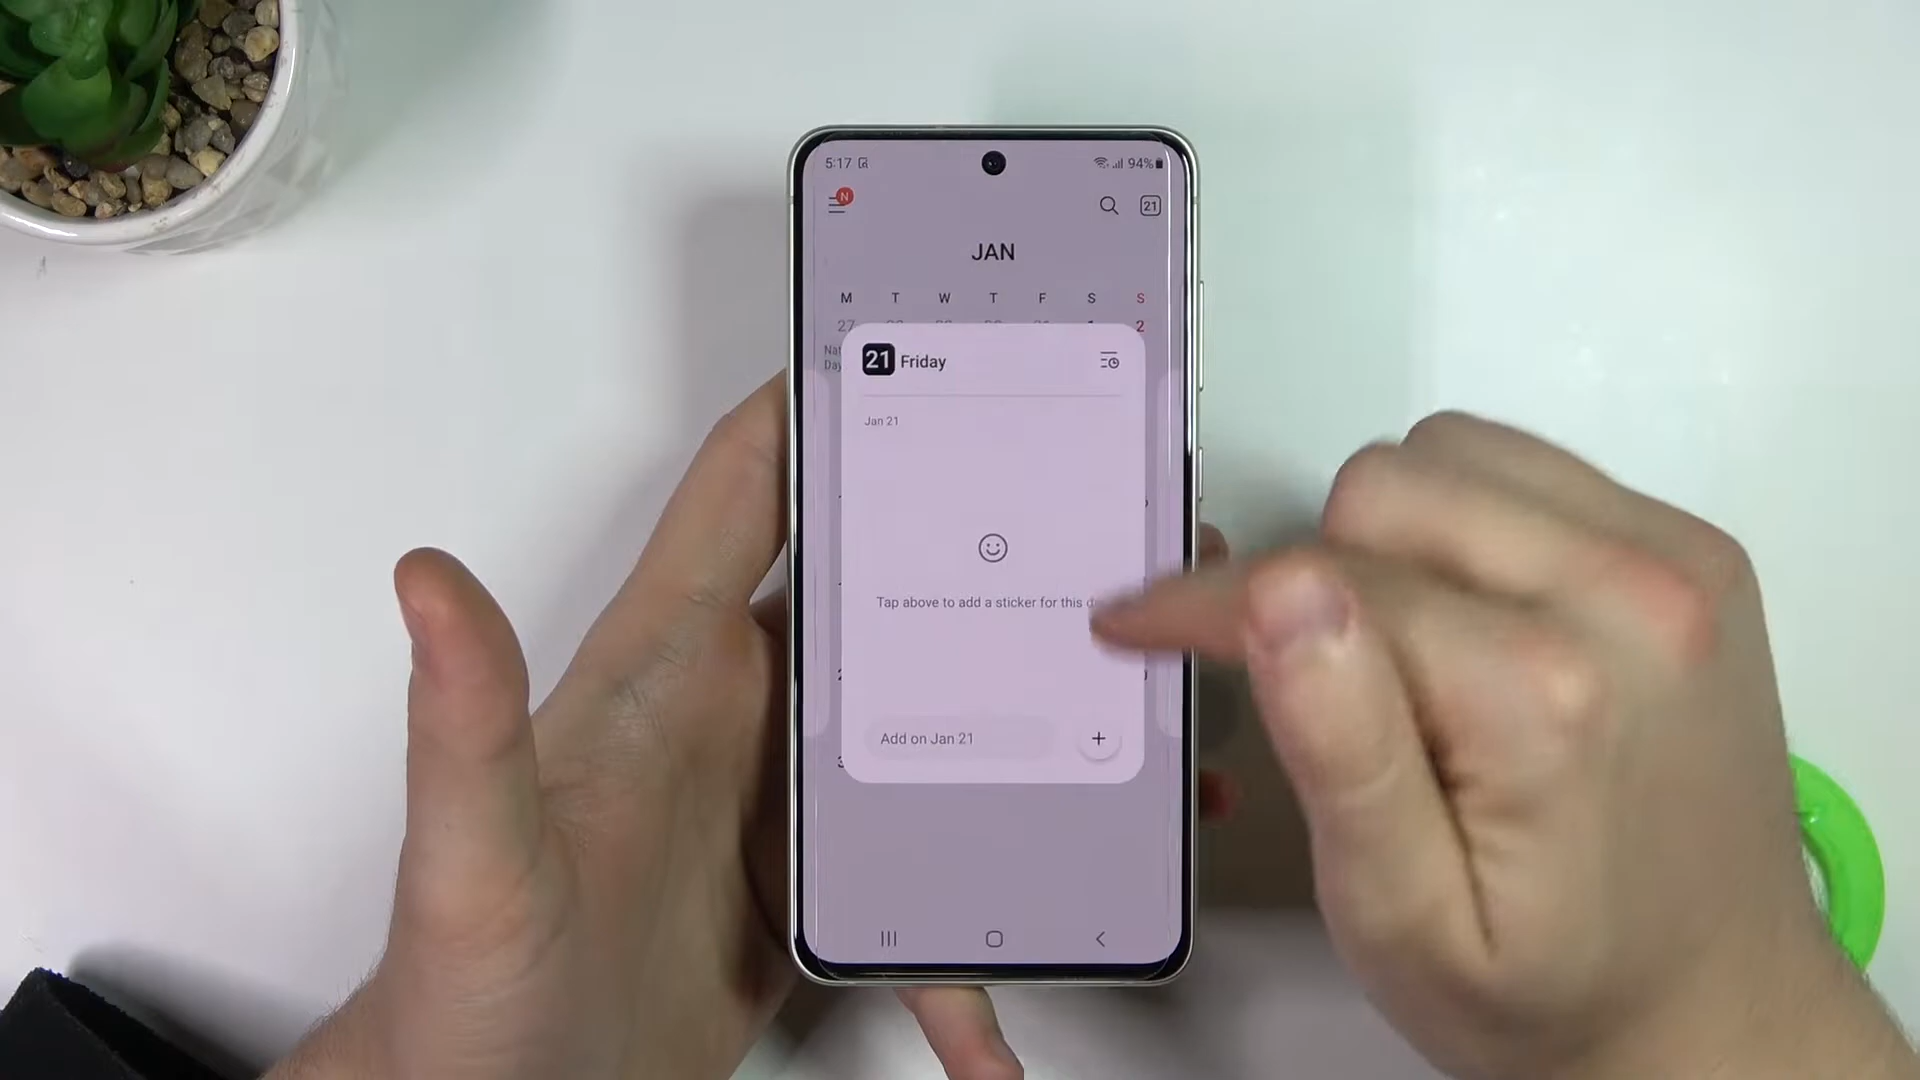 5:17 94%
N 21
JAN
M T W T F S S
27 2
21 Friday
Jan 21
Tap above to add a sticker for this
Add on Jan 21 +